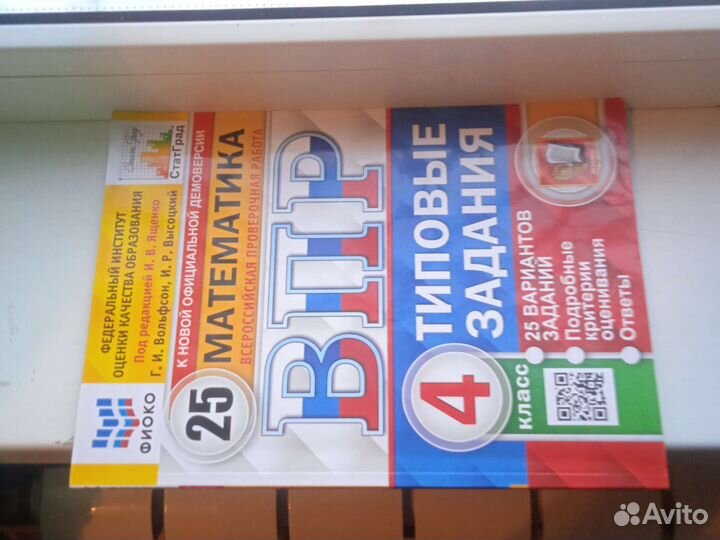 ФИОКО
ФЕДЕРАЛЬНЫЙ ИНСТИТУТ
ОЦЕНКИ КАЧЕСТВА ОБРАЗОВАНИЯ
Под редакцией И. В. Ященко
Г. И. Вольфсон, И. Р. Высоцкий
СтатГрад
К НОВОЙ ОФИЦИАЛЬНОЙ ДЕМОВЕРСИИ
25
МАТЕМАТИКА
ВСЕРОССИЙСКАЯ ПРОВЕРОЧНАЯ РАБОТА
ВПР
4
класс
ТИПОВЫЕ
ЗАДАНИЯ
25 ВАРИАНТОВ
ЗАДАНИЙ
Подробные
критерии
оценивания
Ответы
Avito